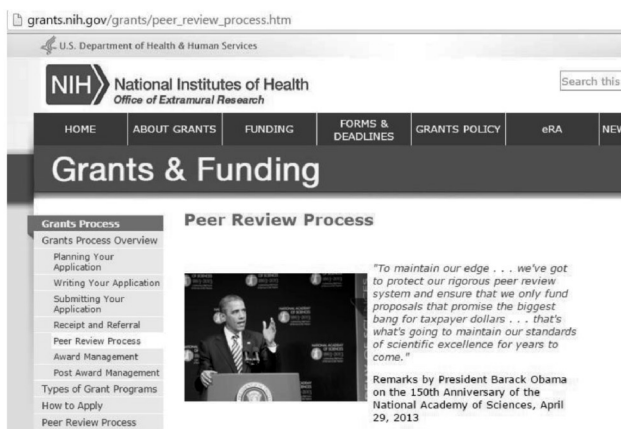 grants.nih.gov/grants/peer_review_process.htm
U.S. Department of Health & Human Services
NIH
National Institutes of Health
Office of Extramural Research
Search this
HOME
ABOUT GRANTS
FUNDING
FORMS &
DEADLINES
GRANTS POLICY
eRA
NEW
Grants & Funding
Grants Process
Grants Process Overview
Planning Your
Application
Writing Your Application
Submitting Your
Application
Receipt and Referral
Peer Review Process
Award Management
Post Award Management
Types of Grant Programs
How to Apply
Peer Review Process
Peer Review Process
"To maintain our edge . . . we've got
to protect our rigorous peer review
system and ensure that we only fund
proposals that promise the biggest
bang for taxpayer dollars . . . that's
what's going to maintain our standards
of scientific excellence for years to
come."
Remarks by President Barack Obama
on the 150th Anniversary of the
National Academy of Sciences, April
29, 2013